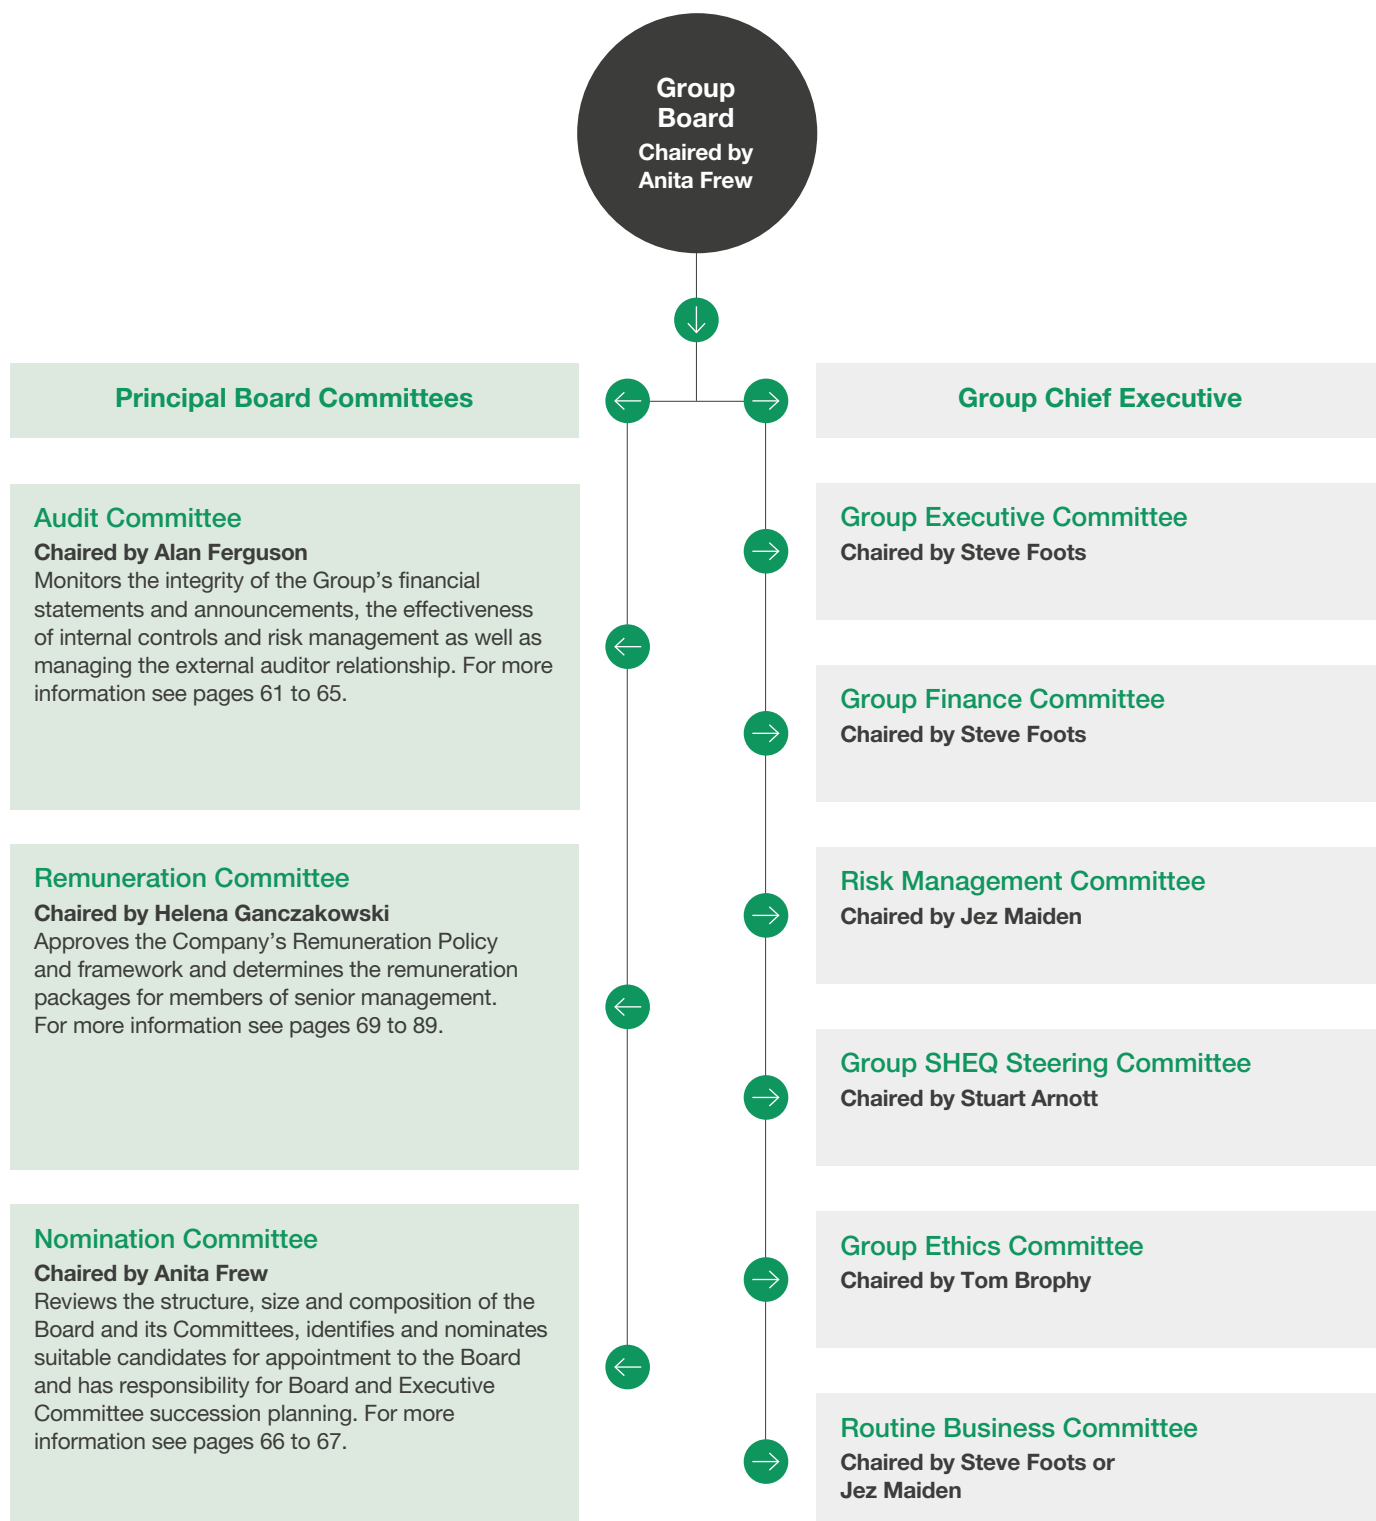 Group
Board
Chaired by
Anita Frew
Principal Board Committees
Audit Committee
Chaired by Alan Ferguson
Monitors the integrity of the Group’s financial
statements and announcements, the effectiveness
of internal controls and risk management as well as
managing the external auditor relationship. For more
information see pages 61 to 65.
Remuneration Committee
Chaired by Helena Ganczakowski
Approves the Company’s Remuneration Policy
and framework and determines the remuneration
packages for members of senior management.
For more information see pages 69 to 89.
Nomination Committee
Chaired by Anita Frew
Reviews the structure, size and composition of the
Board and its Committees, identifies and nominates
suitable candidates for appointment to the Board
and has responsibility for Board and Executive
Committee succession planning. For more
information see pages 66 to 67.
Group Chief Executive
Group Executive Committee
Chaired by Steve Foots
Group Finance Committee
Chaired by Steve Foots
Risk Management Committee
Chaired by Jez Maiden
Group SHEQ Steering Committee
Chaired by Stuart Arnott
Group Ethics Committee
Chaired by Tom Brophy
Routine Business Committee
Chaired by Steve Foots or
Jez Maiden